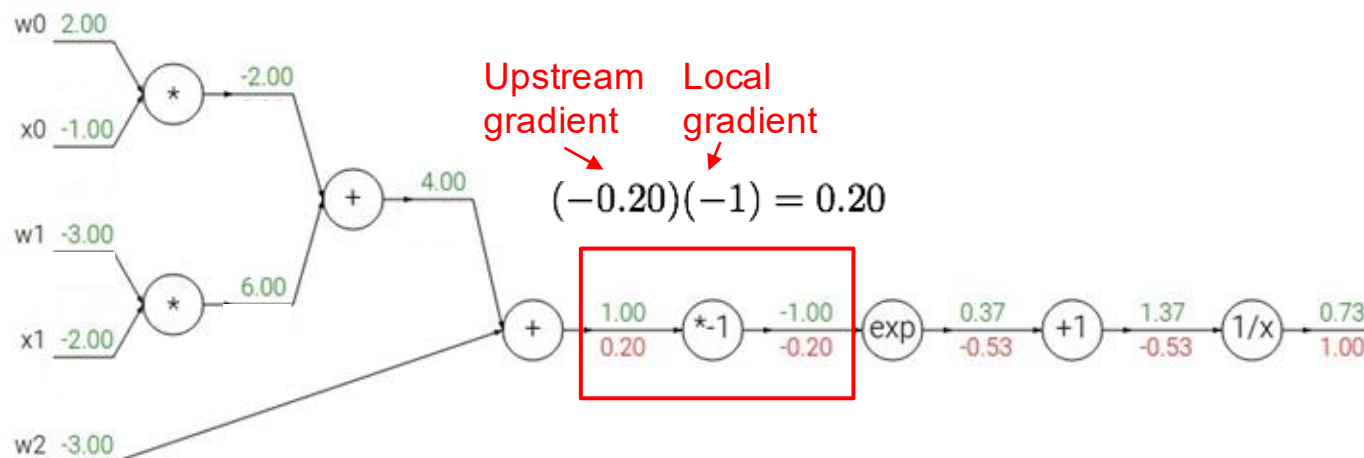 w0 2.00
-2.00
*
x0 -1.00
Upstream gradient
Local gradient
(−0.20)(−1) = 0.20
4.00
+
w1 -3.00
6.00
*
x1 -2.00
+
1.00
0.20
*-1
-1.00
-0.20
exp
0.37
-0.53
+1
1.37
-0.53
1/x
0.73
1.00
w2 -3.00